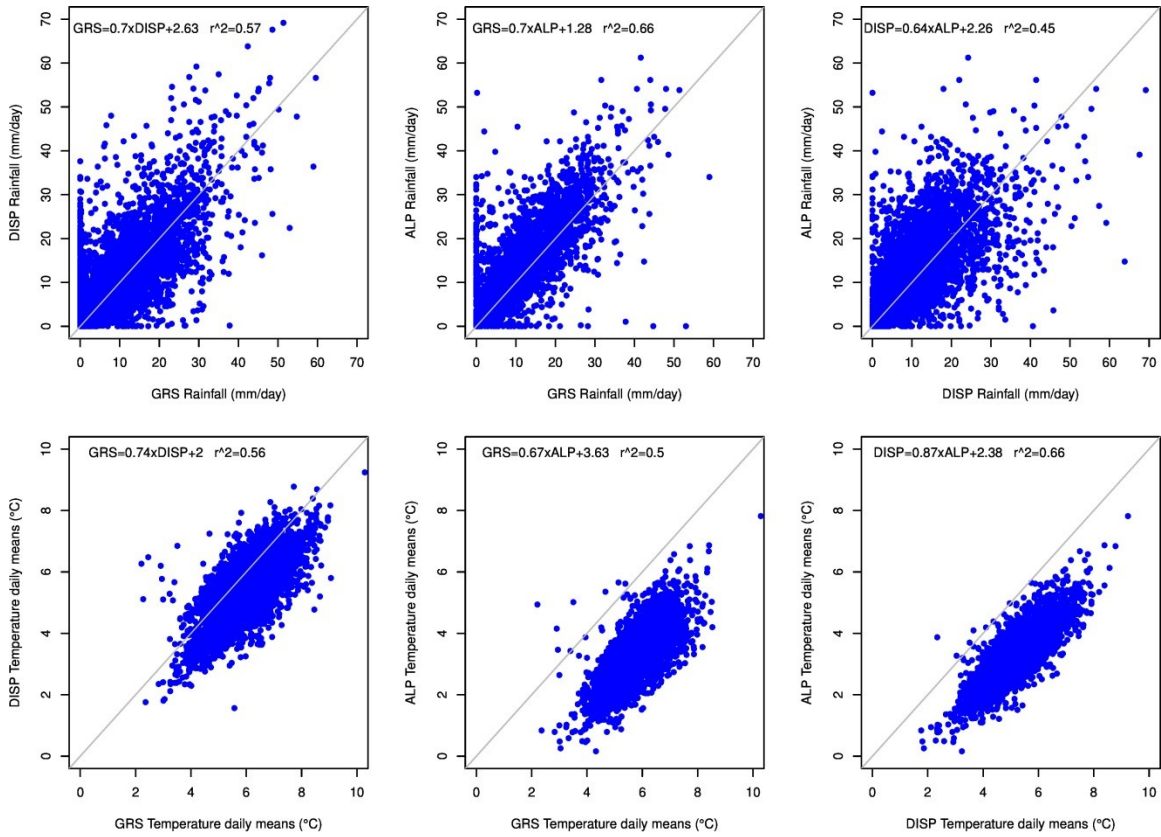 GRS=0.7xDISP+2.63 r^2=0.57
70
60
50
40
30
20
10
0
DISP Rainfall (mm/day)
0 10 20 30 40 50 60 70
GRS Rainfall (mm/day)
GRS=0.7xALP+1.28 r^2=0.66
70
60
50
40
30
20
10
0
ALP Rainfall (mm/day)
0 10 20 30 40 50 60 70
GRS Rainfall (mm/day)
DISP=0.64xALP+2.26 r^2=0.45
70
60
50
40
30
20
10
0
ALP Rainfall (mm/day)
0 10 20 30 40 50 60 70
DISP Rainfall (mm/day)
GRS=0.74xDISP+2 r^2=0.56
10
8
6
4
2
0
DISP Temperature daily means (°C)
0 2 4 6 8 10
GRS Temperature daily means (°C)
GRS=0.67xALP+3.63 r^2=0.5
10
8
6
4
2
0
ALP Temperature daily means (°C)
0 2 4 6 8 10
GRS Temperature daily means (°C)
DISP=0.87xALP+2.38 r^2=0.66
10
8
6
4
2
0
ALP Temperature daily means (°C)
0 2 4 6 8 10
DISP Temperature daily means (°C)